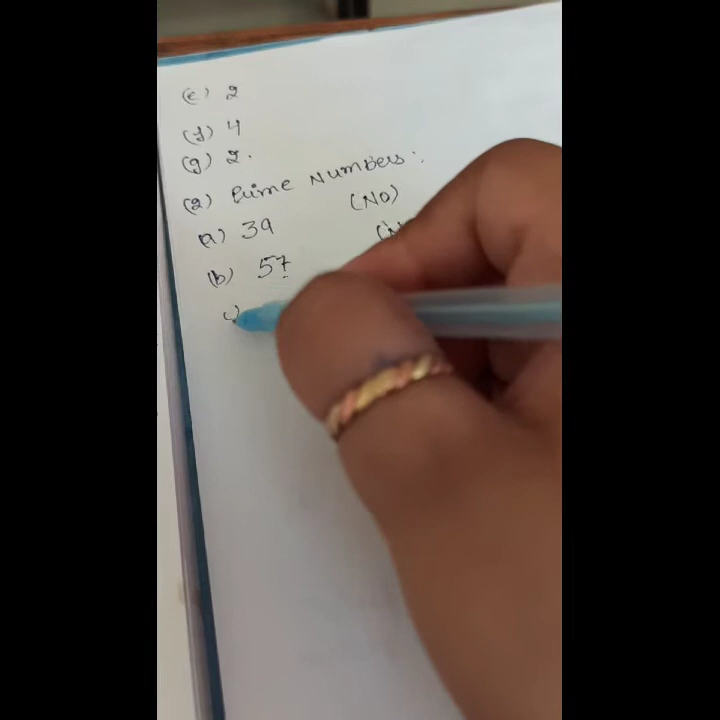 (e) 2
(f) 4
(g) 2.
(2) Prime Numbers :
(a) 39 (No)
(b) 57